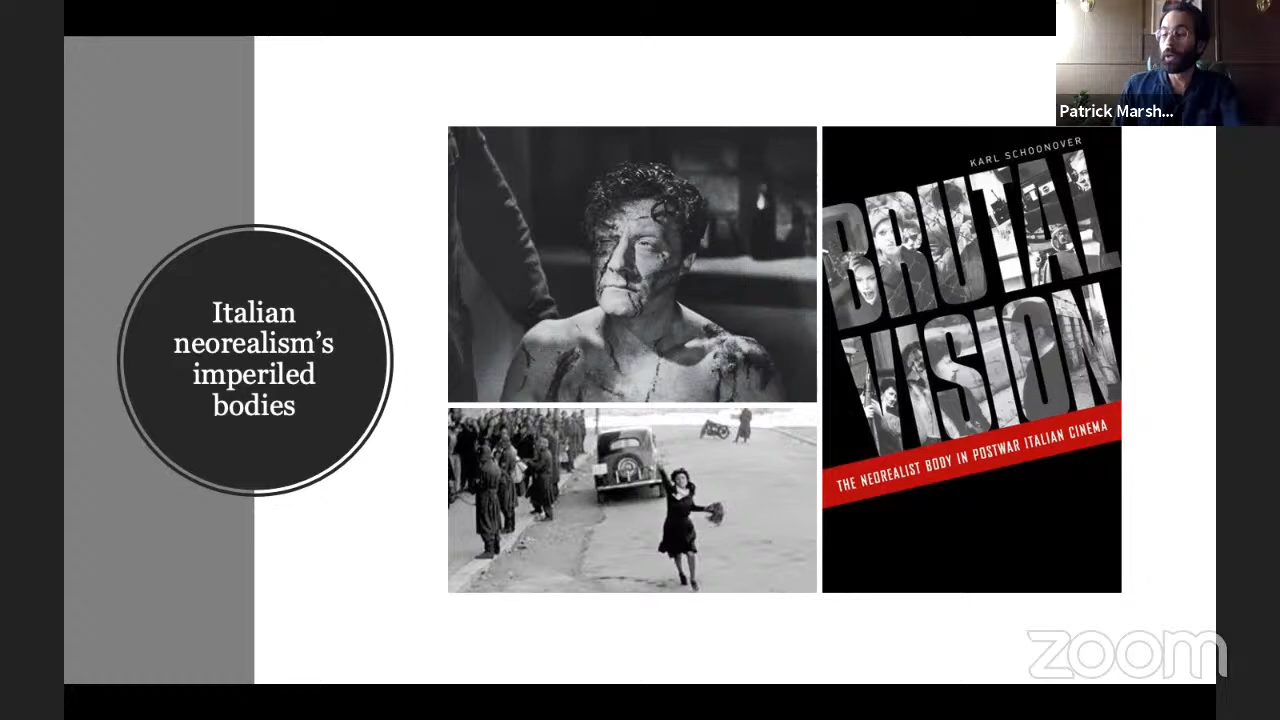 Patrick Marsh...
Italian
neorealism’s
imperiled
bodies
KARL SCHOONOVER
BRUTAL
VISION
THE NEOREALIST BODY IN POSTWAR ITALIAN CINEMA
zoom